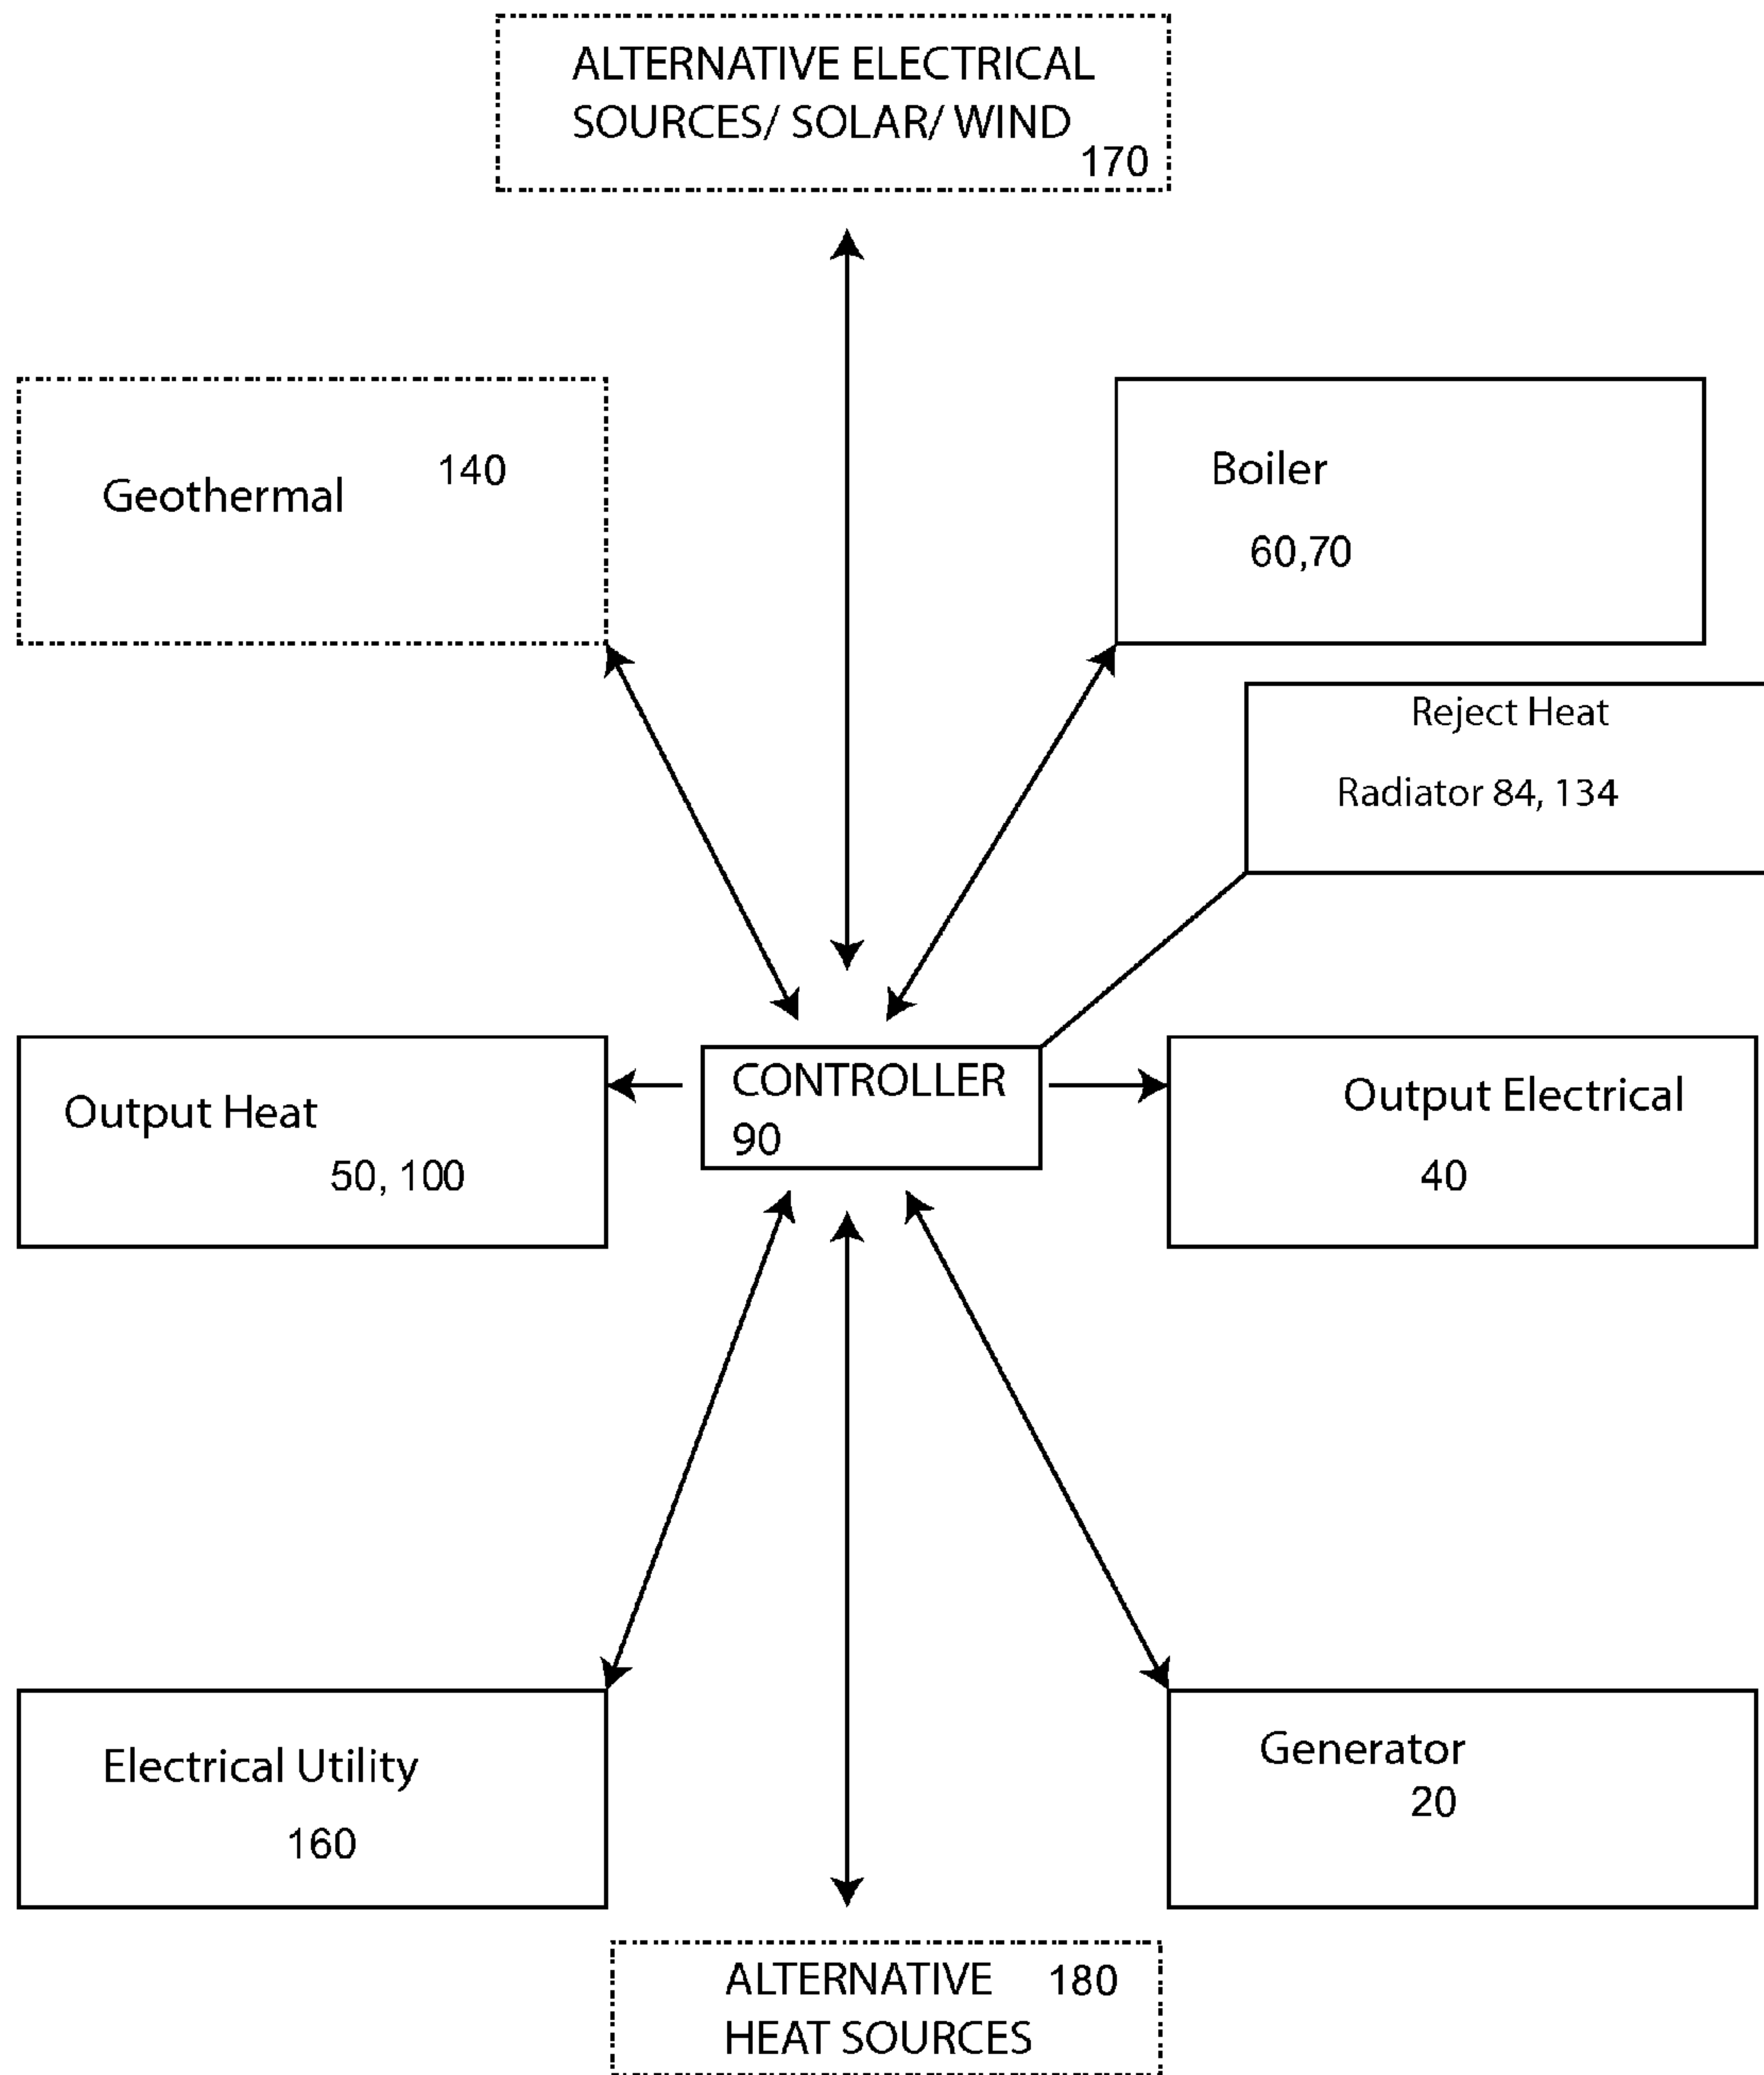 ALTERNATIVE ELECTRICAL
SOURCES/ SOLAR/ WIND
170
Geothermal 140
Boiler
60,70
Reject Heat
Radiator 84, 134
Output Heat
50, 100
CONTROLLER
90
Output Electrical
40
Electrical Utility
160
Generator
20
ALTERNATIVE 180
HEAT SOURCES